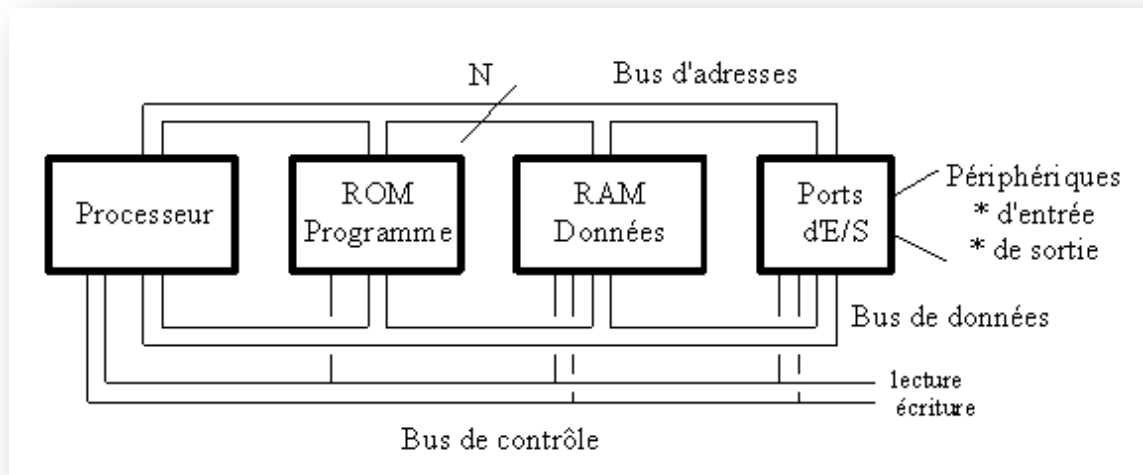 N
Bus d'adresses
Processeur
ROM
Programme
RAM
Données
Ports
d'E/S
Périphériques
* d'entrée
* de sortie
Bus de données
lecture
écriture
Bus de contrôle